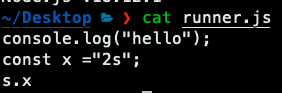 ~/Desktop cat runner.js
console.log("hello");
const x ="2s";
s.x